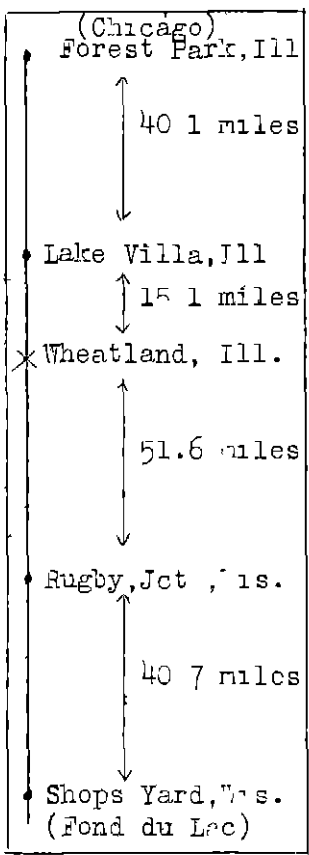 (Chicago)
Forest Park, Ill
40 1 miles
Lake Villa, Ill
15 1 miles
Wheatland, Ill.
51.6 miles
Rugby, Jct , is.
40 7 miles
Shops Yard, s.
(Fond du Lac)